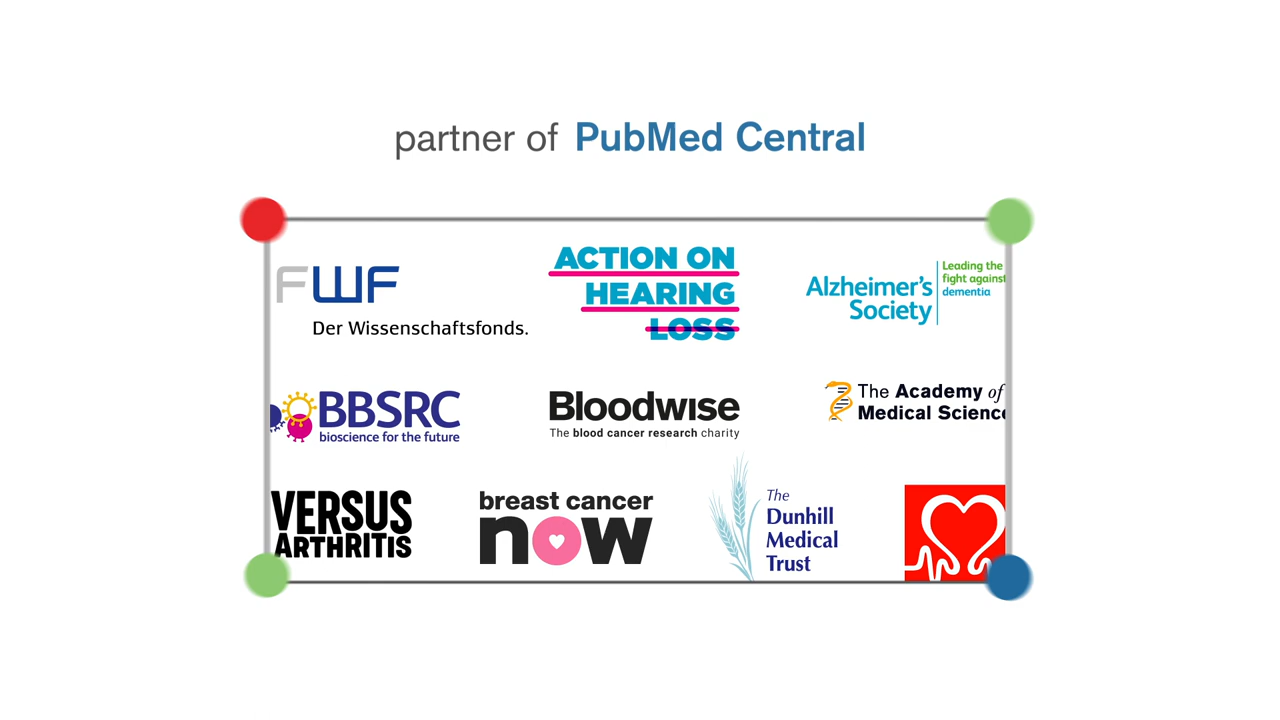 partner of PubMed Central
FWF
Der Wissenschaftsfonds.
ACTION ON
HEARING
LOSS
Alzheimer's
Society
Leading the
fight against
dementia
BBSRC
bioscience for the future
Bloodwise
The blood cancer research charity
The Academy of
Medical Scienc
VERSUS
ARTHRITIS
breast cancer
now
The
Dunhill
Medical
Trust